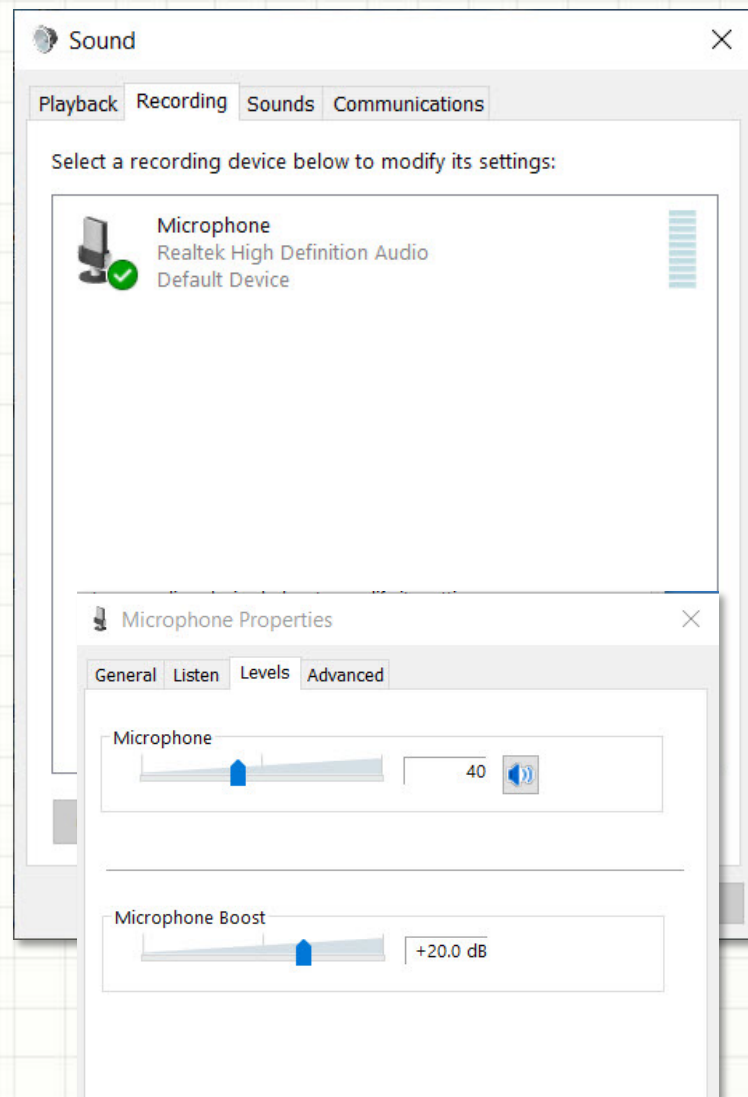 Sound
Playback Recording Sounds Communications
Select a recording device below to modify its settings:
Microphone
Realtek High Definition Audio
Default Device
Microphone Properties
General Listen Levels Advanced
Microphone
40
Microphone Boost
+20.0 dB